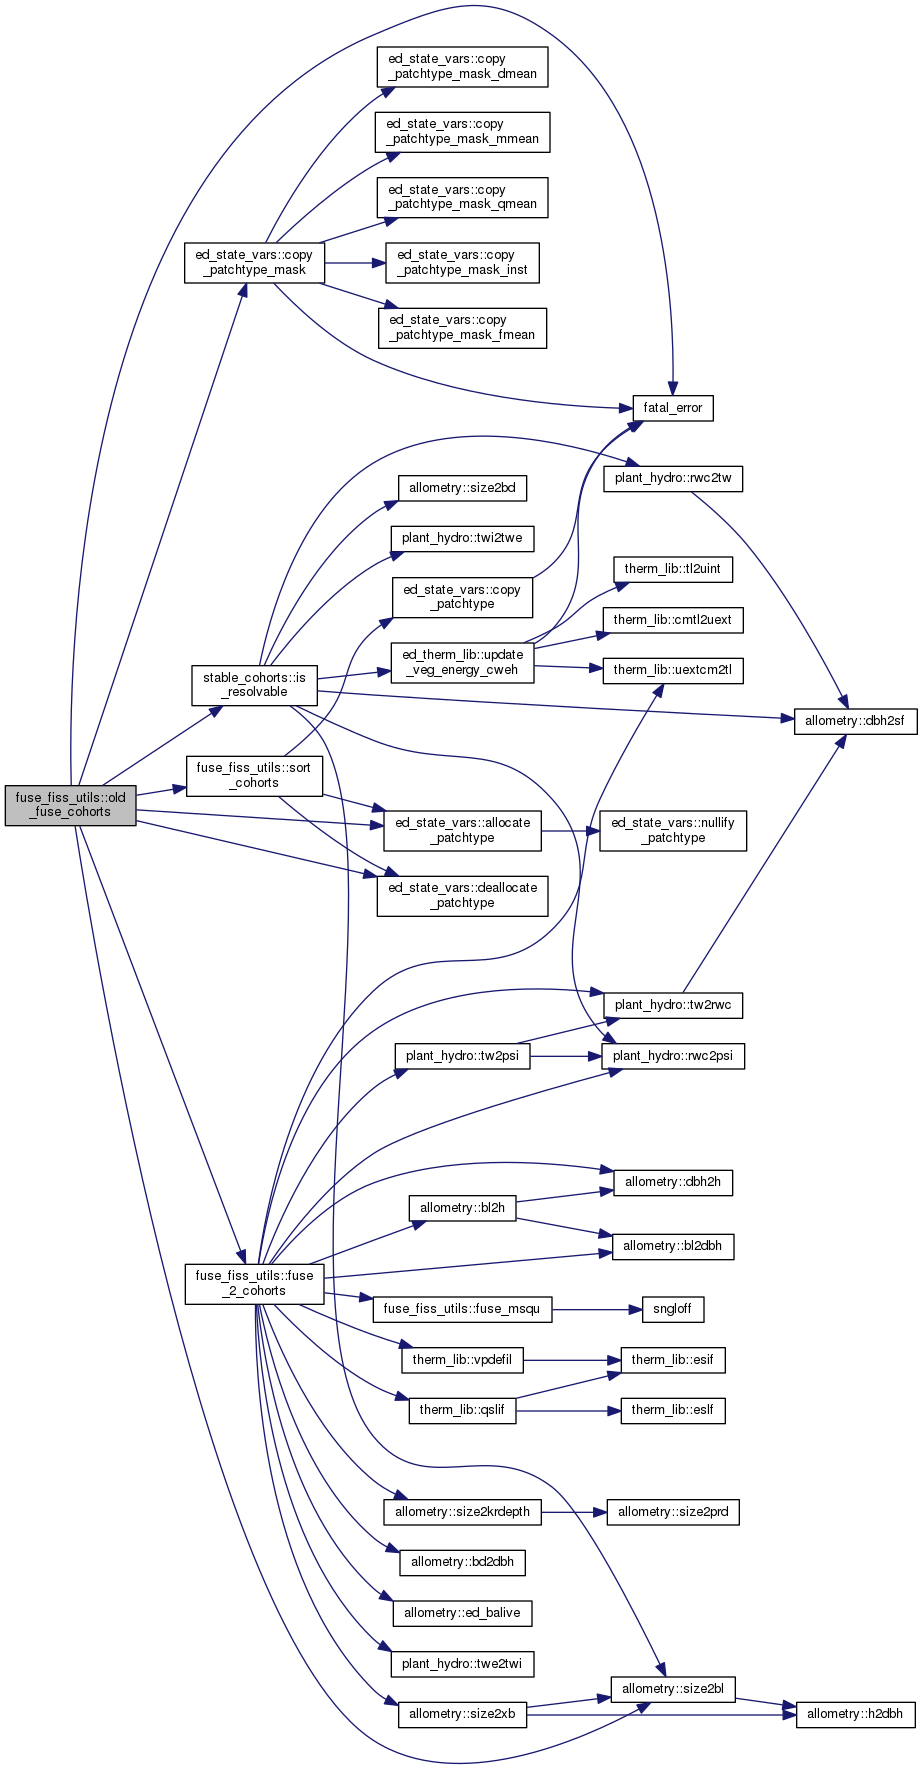 ed_state_vars::copy
_patchtype_mask_dmean
ed_state_vars::copy
_patchtype_mask_mmean
ed_state_vars::copy
_patchtype_mask_qmean
ed_state_vars::copy
_patchtype_mask
ed_state_vars::copy
_patchtype_mask_inst
ed_state_vars::copy
_patchtype_mask_fmean
fatal_error
plant_hydro::rwc2tw
allometry::size2bd
plant_hydro::twi2twe
therm_lib::tl2uint
ed_state_vars::copy
_patchtype
therm_lib::cmtl2uext
ed_therm_lib::update
_veg_energy_cweh
therm_lib::uextcm2tl
stable_cohorts::is
_resolvable
allometry::dbh2sf
fuse_fiss_utils::sort
_cohorts
fuse_fiss_utils::old
_fuse_cohorts
ed_state_vars::allocate
_patchtype
ed_state_vars::nullify
_patchtype
ed_state_vars::deallocate
_patchtype
plant_hydro::tw2rwc
plant_hydro::tw2psi
plant_hydro::rwc2psi
allometry::dbh2h
allometry::bl2h
allometry::bl2dbh
fuse_fiss_utils::fuse
_2_cohorts
fuse_fiss_utils::fuse_msqu
sngloff
therm_lib::vpdefil
therm_lib::esif
therm_lib::qslif
therm_lib::eslf
allometry::size2krdepth
allometry::size2prd
allometry::bd2dbh
allometry::ed_balive
plant_hydro::twe2twi
allometry::size2bl
allometry::size2xb
allometry::h2dbh